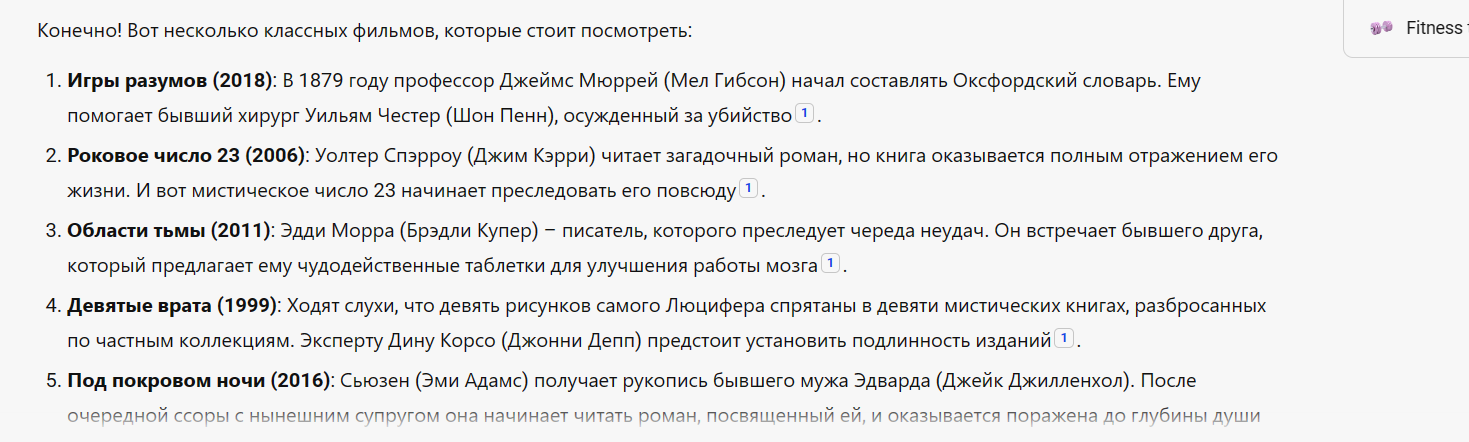 Конечно! Вот несколько классных фильмов, которые стоит посмотреть:
Fitness
1. Игры разумов (2018): В 1879 году профессор Джеймс Мюррей (Мел Гибсон) начал составлять Оксфордский словарь. Ему
помогает бывший хирург Уильям Честер (Шон Пенн), осужденный за убийство 1 .
2. Роковое число 23 (2006): Уолтер Спэрроу (Джим Кэрри) читает загадочный роман, но книга оказывается полным отражением его
жизни. И вот мистическое число 23 начинает преследовать его повсюду 1 .
3. Области тьмы (2011): Эдди Морра (Брэдли Купер) – писатель, которого преследует череда неудач. Он встречает бывшего друга,
который предлагает ему чудодейственные таблетки для улучшения работы мозга 1 .
4. Девятые врата (1999): Ходят слухи, что девять рисунков самого Люцифера спрятаны в девяти мистических книгах, разбросанных
по частным коллекциям. Эксперту Дину Корсо (Джонни Депп) предстоит установить подлинность изданий 1 .
5. Под покровом ночи (2016): Сьюзен (Эми Адамс) получает рукопись бывшего мужа Эдварда (Джейк Джилленхол). После
очередной ссоры с нынешним супругом она начинает читать роман, посвященный ей, и оказывается поражена до глубины души